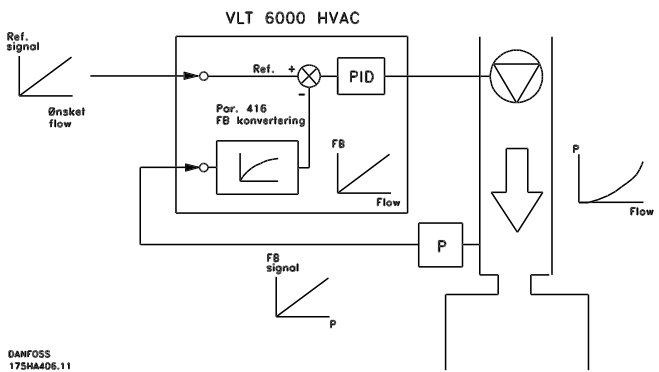 VLT 6000 HVAC
Ref.
signal
Ønsket
flow
Ref.
+
-
PID
Par. 416
FB konvertering
FB
Flow
P
Flow
P
FB
signal
P
DANFOSS
175HA406.11